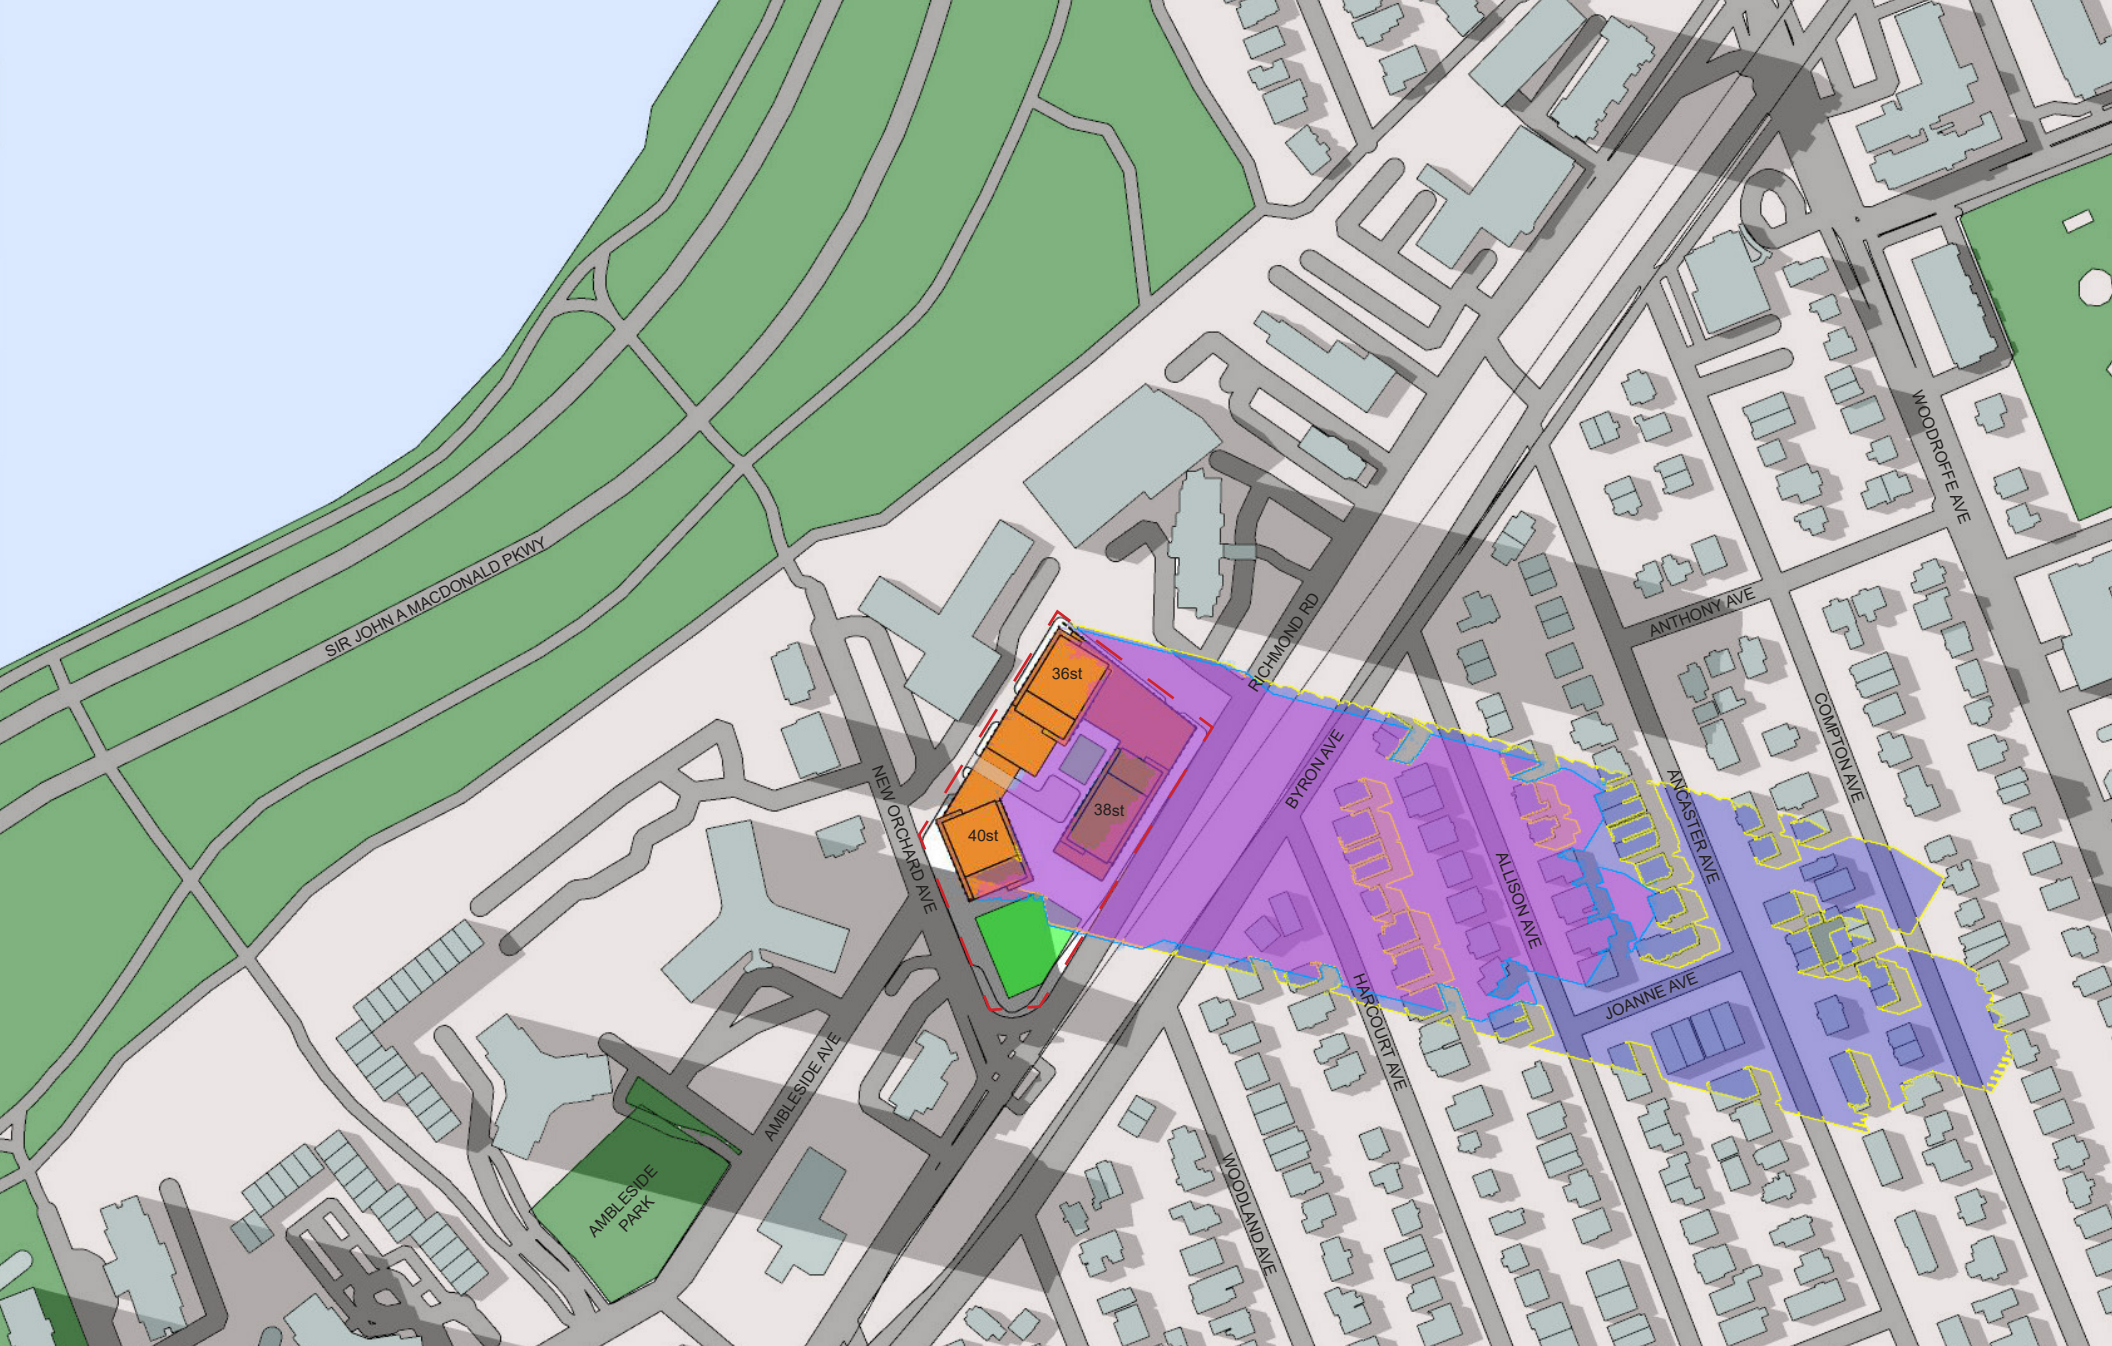 WOODROFFE AVE
SIR JOHN A MACDONALD PKWY
RICHMOND RD
ANTHONY AVE
36st
COMPTON AVE
BYRON AVE
NEW ORCHARD AVE
ANCASTER AVE
38st
40st
ALLISON AVE
JOANNE AVE
HARCOURT AVE
AMBLESIDE AVE
AMBLESIDE
PARK
WOODLAND AVE